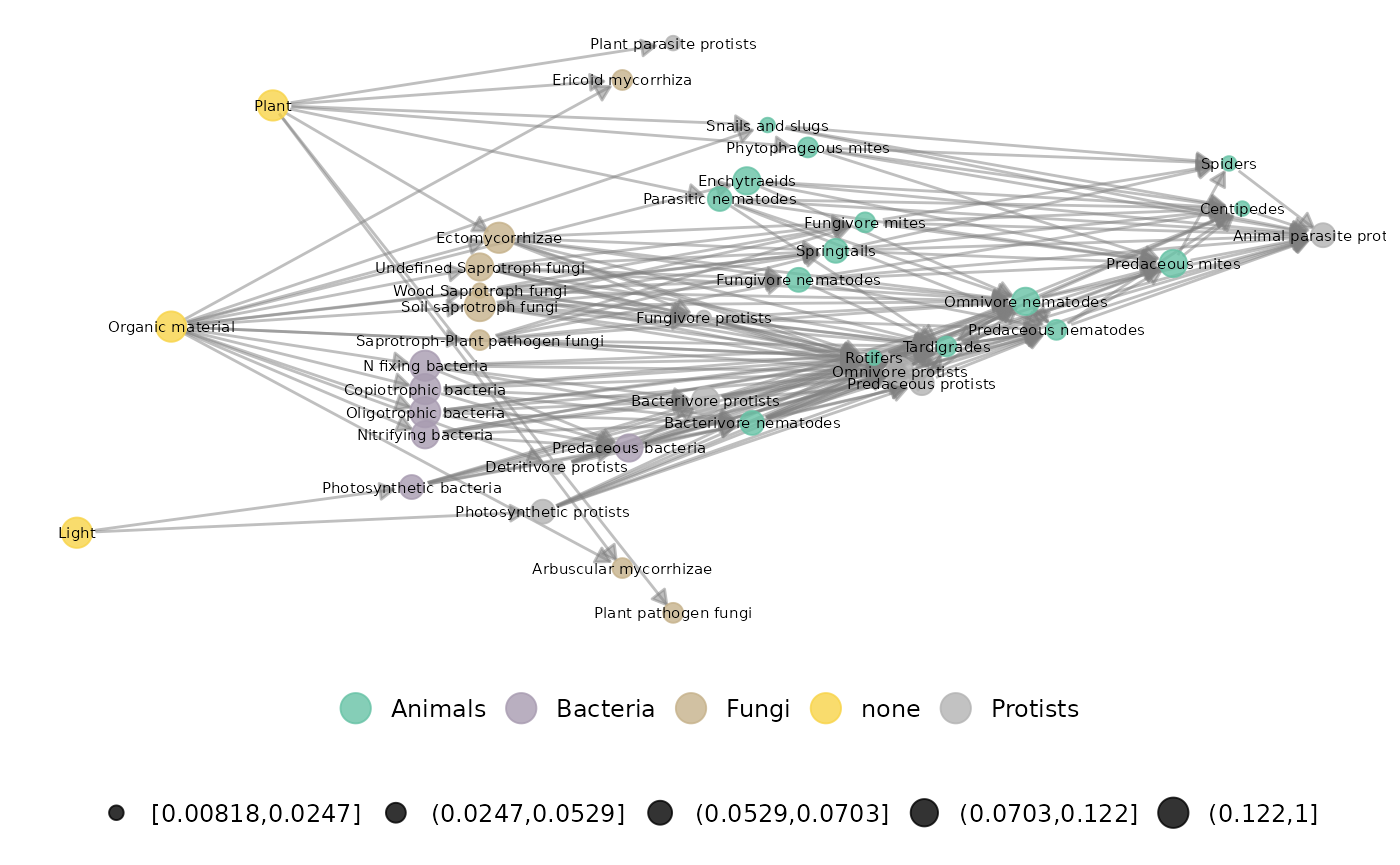 Plant parasite protists
Ericoid mycorrhiza
Plant
Snails and slugs
Phytophageous mites
Spiders
Enchytraeids
Parasitic nematodes
Centipedes
Fungivore mites
Animal parasite prot
Ectomycorrhizae
Springtails
Predaceous mites
Undefined Saprotroph fungi
Fungivore nematodes
Wood Saprotroph fungi
Omnivore nematodes
Soil saprotroph fungi
Fungivore protists
Organic material
Predaceous nematodes
Saprotroph-Plant pathogen fungi
Tardigrades
Rotifers
N fixing bacteria
Omnivore protists
Predaceous protists
Copiotrophic bacteria
Bacterivore protists
Oligotrophic bacteria
Bacterivore nematodes
Nitrifying bacteria
Predaceous bacteria
Detritivore protists
Photosynthetic bacteria
Photosynthetic protists
Light
Arbuscular mycorrhizae
Plant pathogen fungi
Animals Bacteria Fungi none Protists
[0.00818,0.0247] (0.0247,0.0529] (0.0529,0.0703] (0.0703,0.122] (0.122,1]